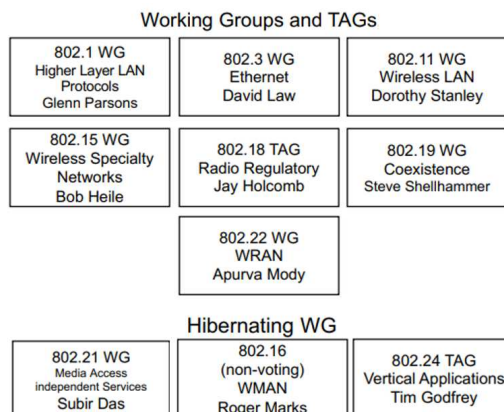 Working Groups and TAGs
802.1 WG
Higher Layer LAN
Protocols
Glenn Parsons
802.3 WG
Ethernet
David Law
802.11 WG
Wireless LAN
Dorothy Stanley
802.15 WG
Wireless Specialty
Networks
Bob Heile
802.18 TAG
Radio Regulatory
Jay Holcomb
802.19 WG
Coexistence
Steve Shellhammer
802.22 WG
WRAN
Apurva Mody
Hibernating WG
802.21 WG
Media Access
independent Services
Subir Das
802.16
(non-voting)
WMAN
Roger Marks
802.24 TAG
Vertical Applications
Tim Godfrey